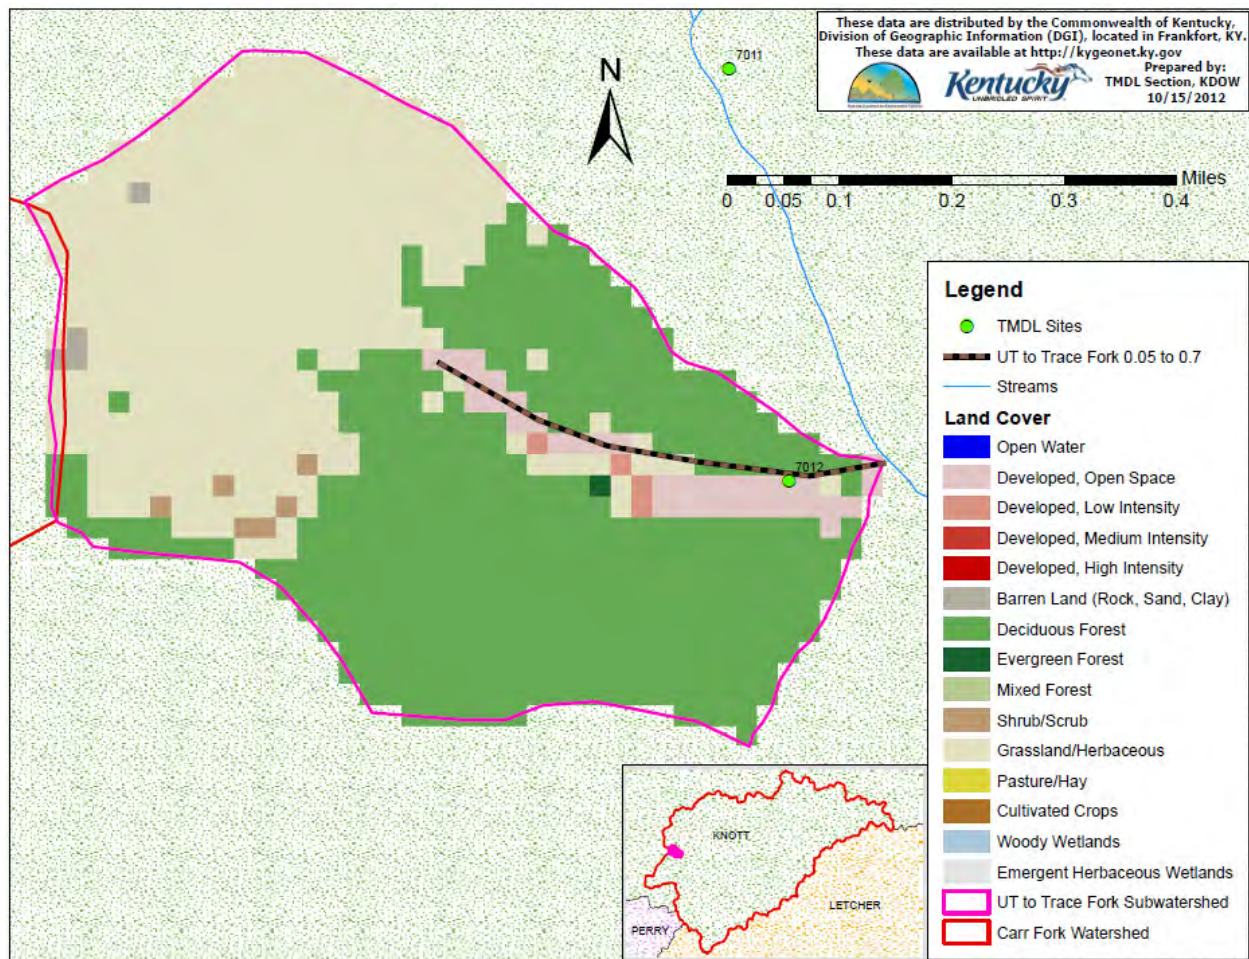 These data are distributed by the Commonwealth of Kentucky,
Division of Geographic Information (DGI), located in Frankfort, KY.
These data are available at http://kygeonet.ky.gov
Prepared by:
TMDL Section, KDOW
10/15/2012
Kentucky
UNBRIDLED SPIRIT
7011
N
Miles
0 0.05 0.1 0.2 0.3 0.4
7012
Legend
TMDL Sites
UT to Trace Fork 0.05 to 0.7
Streams
Land Cover
Open Water
Developed, Open Space
Developed, Low Intensity
Developed, Medium Intensity
Developed, High Intensity
Barren Land (Rock, Sand, Clay)
Deciduous Forest
Evergreen Forest
Mixed Forest
Shrub/Scrub
Grassland/Herbaceous
Pasture/Hay
Cultivated Crops
Woody Wetlands
Emergent Herbaceous Wetlands
UT to Trace Fork Subwatershed
Carr Fork Watershed
KNOTT
LETCHER
PERRY